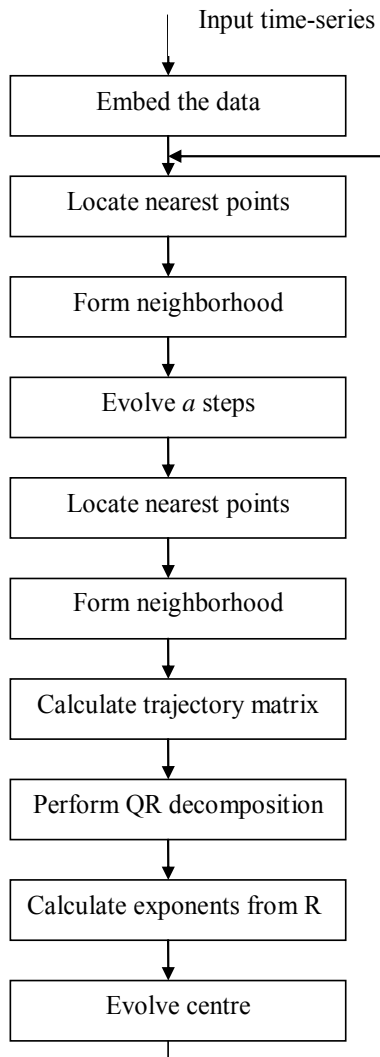 Input time-series
Embed the data
Locate nearest points
Form neighborhood
Evolve a steps
Locate nearest points
Form neighborhood
Calculate trajectory matrix
Perform QR decomposition
Calculate exponents from R
Evolve centre